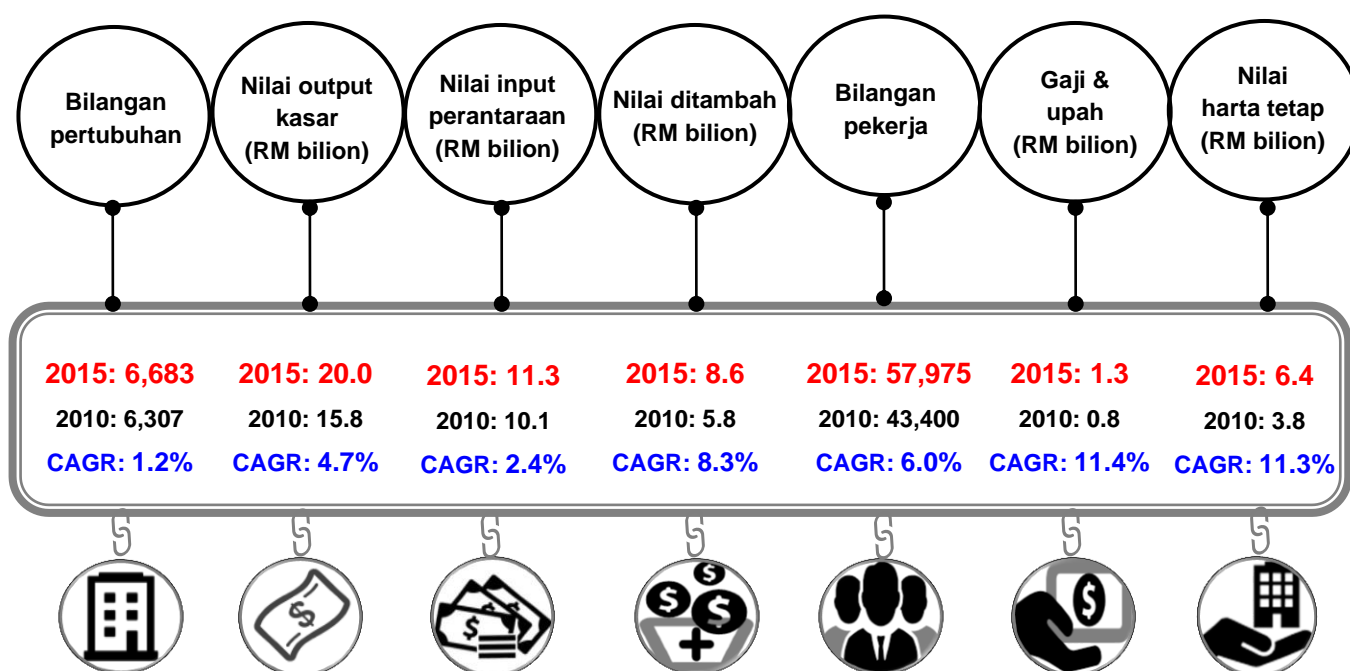 Bilangan
pertubuhan
Nilai output
kasar
(RM bilion)
Nilai input
perantaraan
(RM bilion)
Nilai ditambah
(RM bilion)
Bilangan
pekerja
Gaji &
upah
(RM bilion)
Nilai
harta tetap
(RM bilion)
2015: 6,683
2010: 6,307
CAGR: 1.2%
2015: 20.0
2010: 15.8
CAGR: 4.7%
2015: 11.3
2010: 10.1
CAGR: 2.4%
2015: 8.6
2010: 5.8
CAGR: 8.3%
2015: 57,975
2010: 43,400
CAGR: 6.0%
2015: 1.3
2010: 0.8
CAGR: 11.4%
2015: 6.4
2010: 3.8
CAGR: 11.3%